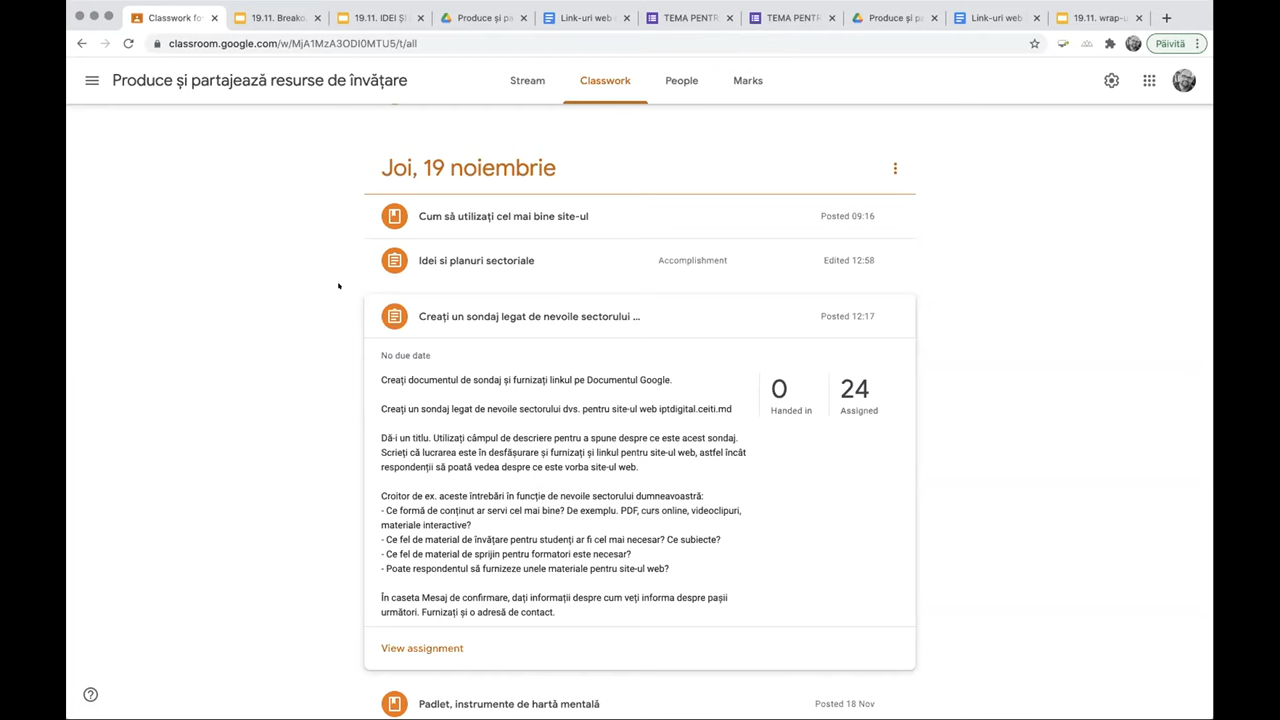 Classwork fo
19.11. Breako
19.11. IDEI ȘI
Produce și pa
Link-uri web
TEMA PENTR
TEMA PENTR
Produce și pa
Link-uri web
19.11. wrap-u
classroom.google.com/w/MjA1MzA3ODI0MTU5/t/all
Päivitä
Produce și partajează resurse de învățare
Stream
Classwork
People
Marks
Joi, 19 noiembrie
Cum să utilizați cel mai bine site-ul
Posted 09:16
Idei si planuri sectoriale
Accomplishment
Edited 12:58
Creați un sondaj legat de nevoile sectorului ...
Posted 12:17
No due date
Creați documentul de sondaj și furnizați linkul pe Documentul Google.
0
24
Handed in
Assigned
Creați un sondaj legat de nevoile sectorului dvs. pentru site-ul web iptdigital.ceiti.md
Dă-i un titlu. Utilizați câmpul de descriere pentru a spune despre ce este acest sondaj.
Scrieți că lucrarea este în desfășurare și furnizați și linkul pentru site-ul web, astfel încât
respondenții să poată vedea despre ce este vorba site-ul web.
Croitor de ex. aceste întrebări în funcție de nevoile sectorului dumneavoastră:
- Ce formă de conținut ar servi cel mai bine? De exemplu. PDF, curs online, videoclipuri,
materiale interactive?
- Ce fel de material de învățare pentru studenți ar fi cel mai necesar? Ce subiecte?
- Ce fel de material de sprijin pentru formatori este necesar?
- Poate respondentul să furnizeze unele materiale pentru site-ul web?
În caseta Mesaj de confirmare, dați informații despre cum veți informa despre pașii
următori. Furnizați și o adresă de contact.
View assignment
Padlet, instrumente de hartă mentală
Posted 18 Nov